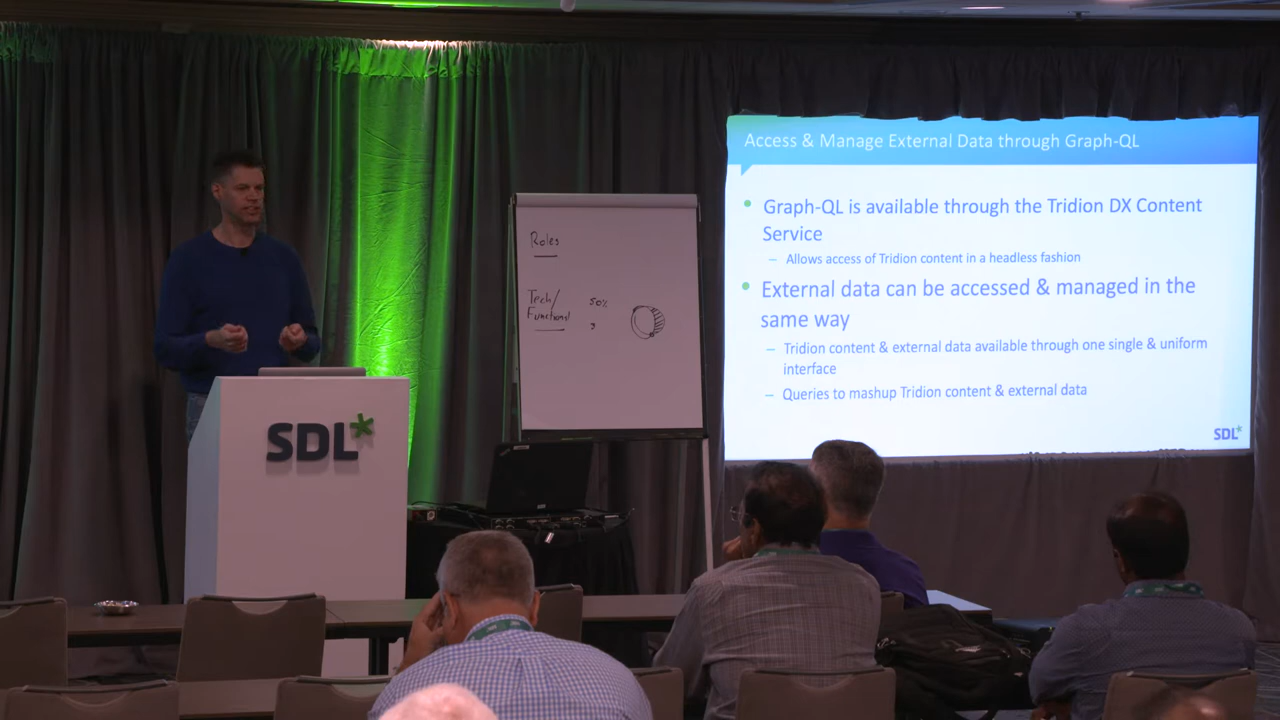 SDL*
Roles
Tech/
Functional
50%
Access & Manage External Data through Graph-QL
• Graph-QL is available through the Tridion DX Content
Service
– Allows access of Tridion content in a headless fashion
• External data can be accessed & managed in the
same way
– Tridion content & external data available through one single & uniform
interface
– Queries to mashup Tridion content & external data
SDL*